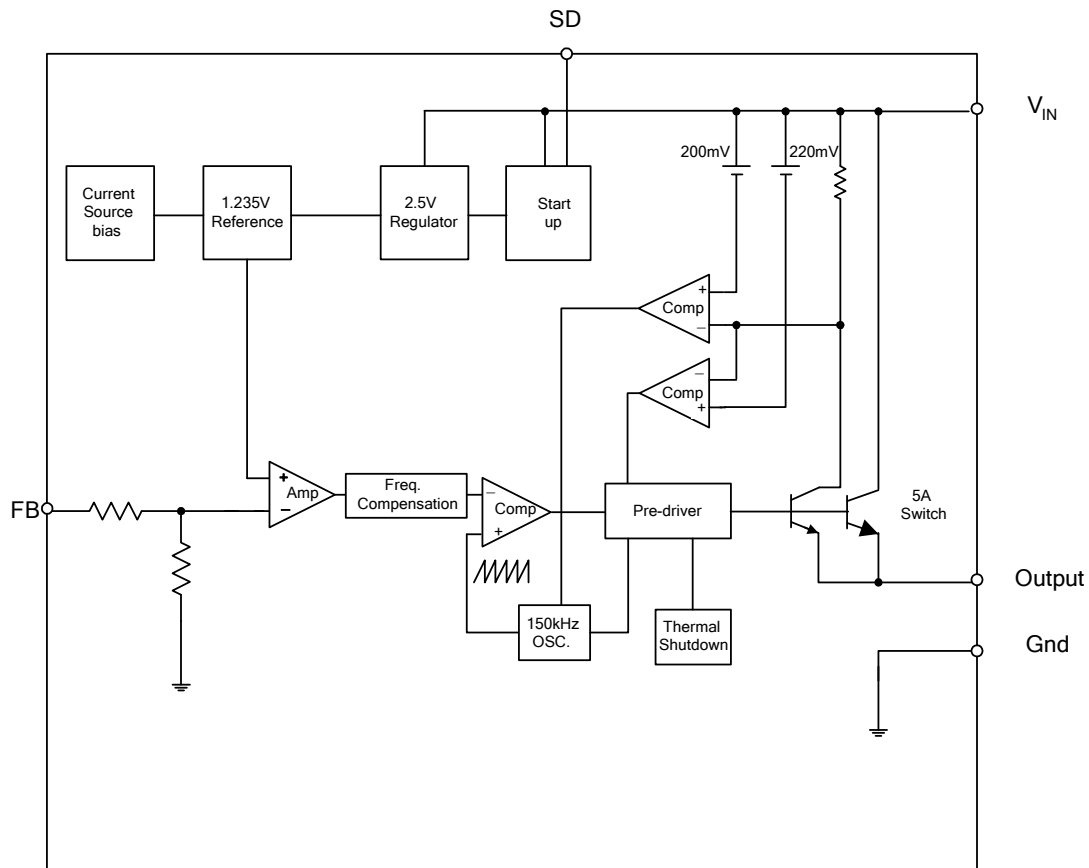 SD
V_IN
200mV
220mV
Current
Source
bias
1.235V
Reference
2.5V
Regulator
Start
up
+
Comp
−
−
Comp
+
FB
+
Amp
−
Freq.
Compensation
−
Comp
+
Pre-driver
5A
Switch
Output
150kHz
OSC.
Thermal
Shutdown
Gnd